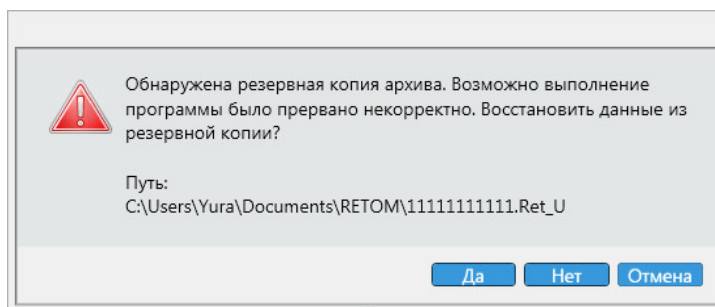 Обнаружена резервная копия архива. Возможно выполнение
программы было прервано некорректно. Восстановить данные из
резервной копии?
Путь:
C:\Users\Yura\Documents\RETOM\11111111111.Ret_U
Да Нет Отмена